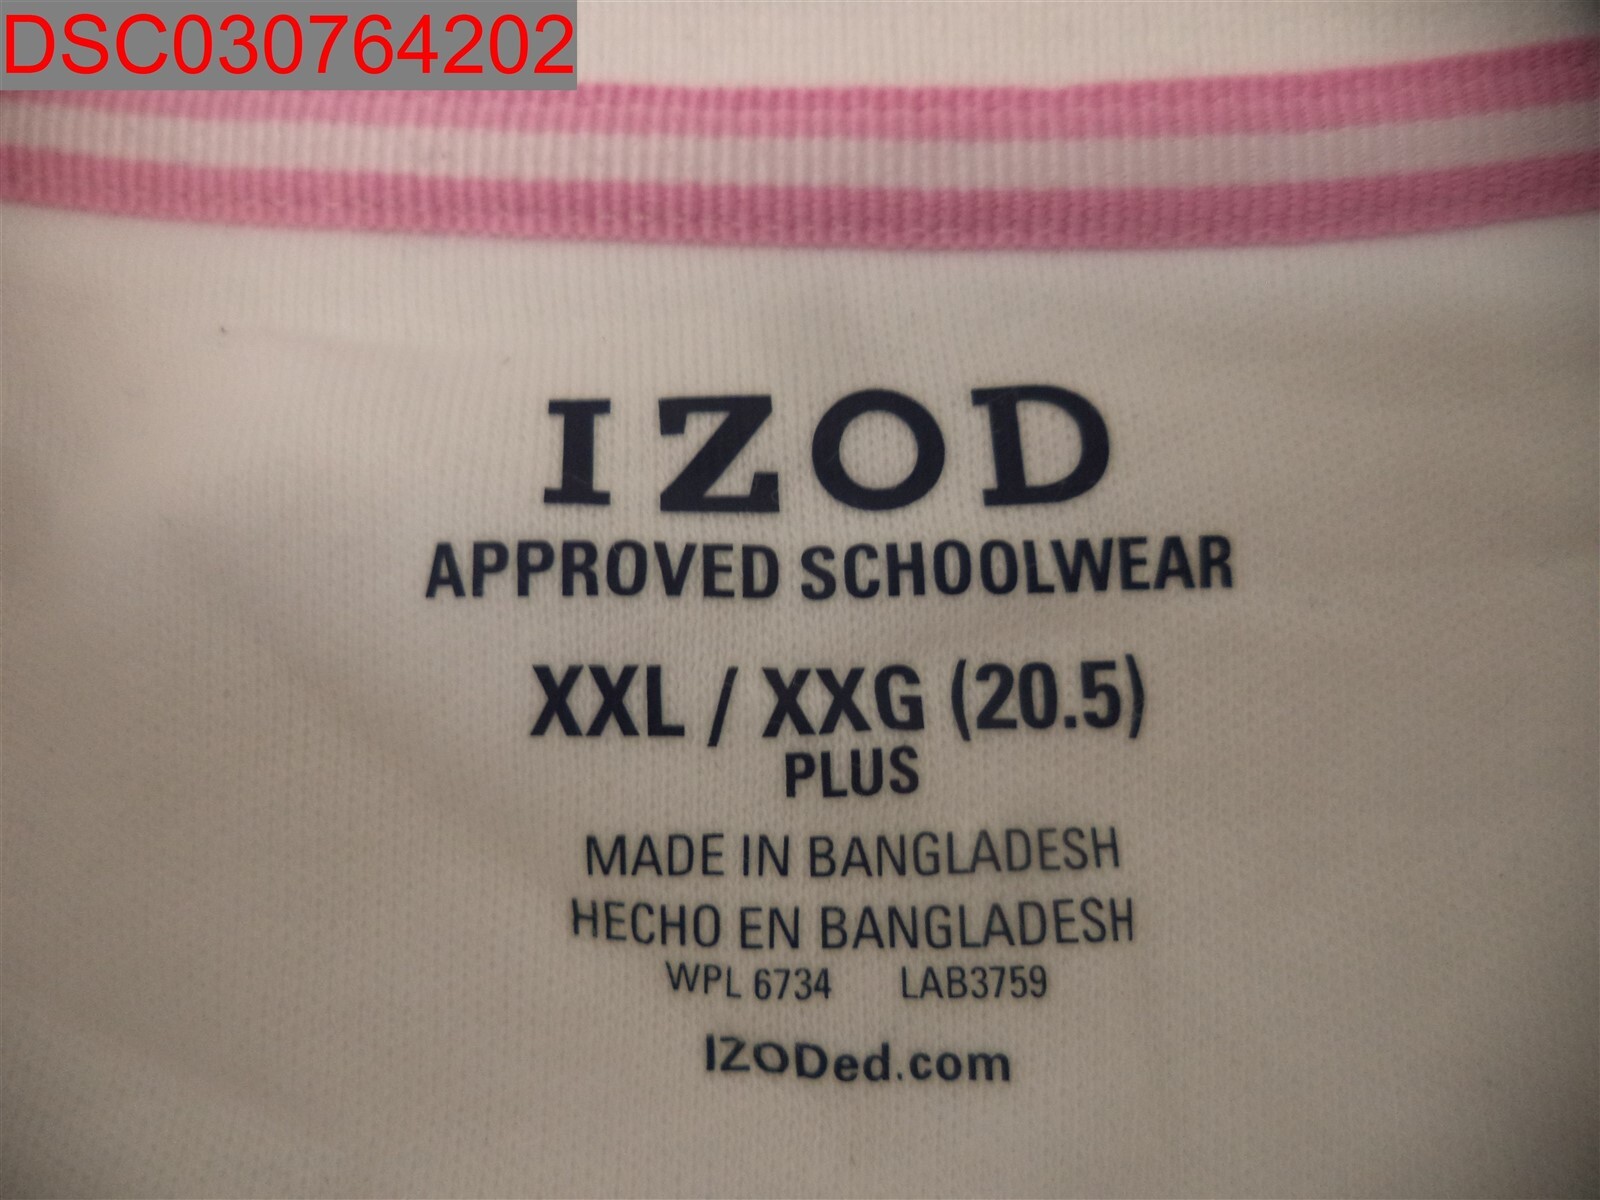 DSC030764202
IZOD
APPROVED SCHOOLWEAR
XXL / XXG (20.5)
PLUS
MADE IN BANGLADESH
HECHO EN BANGLADESH
WPL 6734 LAB3759
IZODed.com